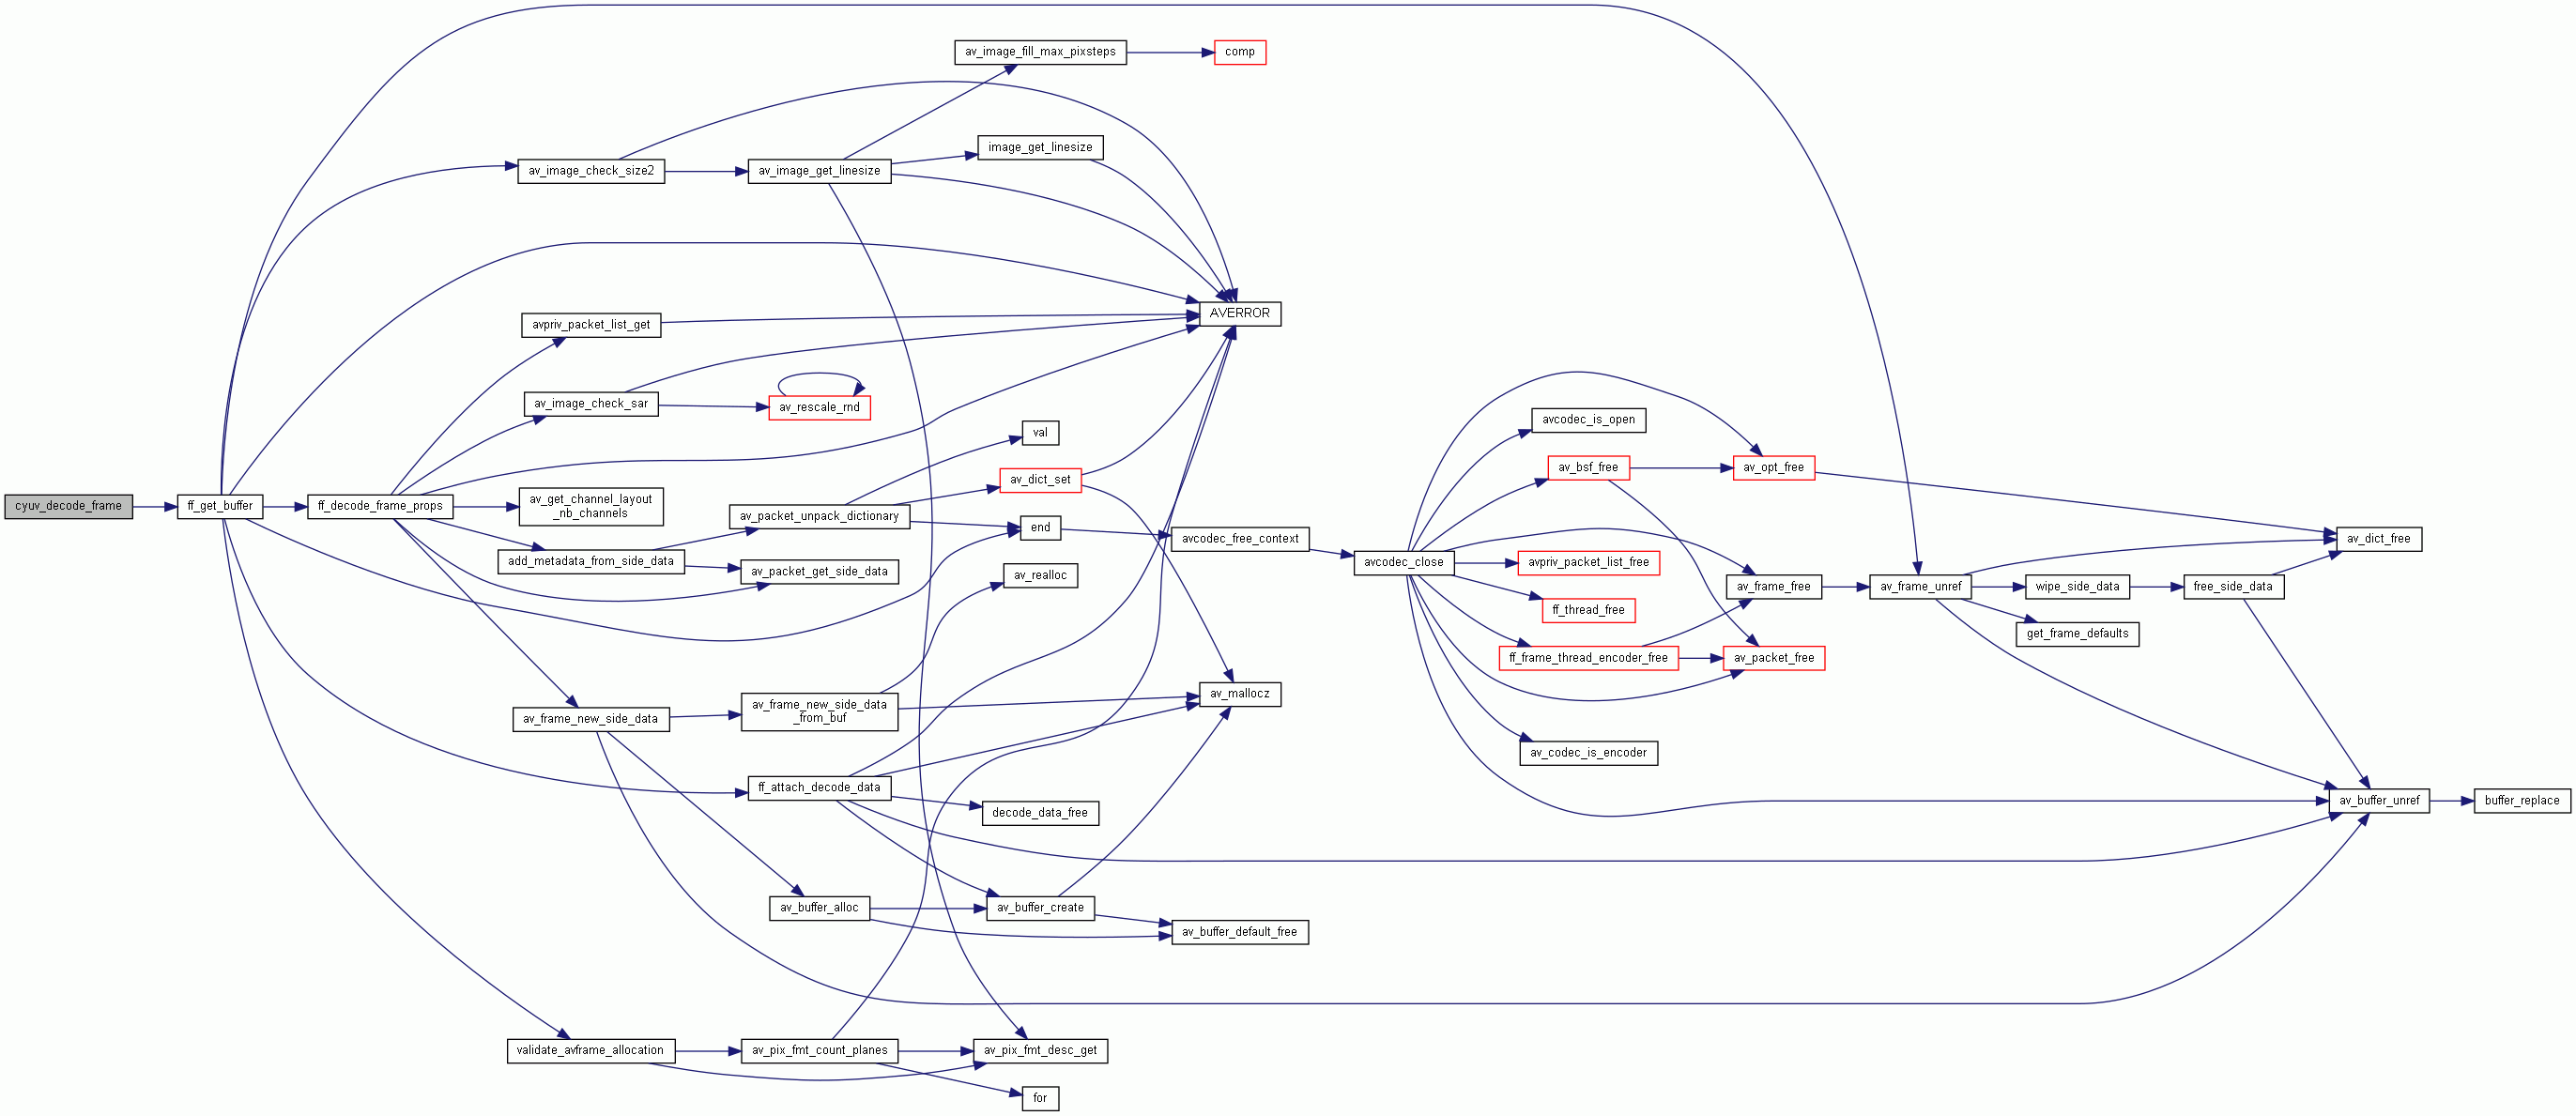 av_image_fill_max_pixsteps
comp
image_get_linesize
av_image_check_size2
av_image_get_linesize
AVERROR
avpriv_packet_list_get
av_image_check_sar
av_rescale_rnd
avcodec_is_open
val
av_bsf_free
av_opt_free
av_dict_set
cyuv_decode_frame
ff_get_buffer
ff_decode_frame_props
av_get_channel_layout
_nb_channels
av_packet_unpack_dictionary
end
avcodec_free_context
av_dict_free
add_metadata_from_side_data
av_packet_get_side_data
av_realloc
avcodec_close
avpriv_packet_list_free
av_frame_free
av_frame_unref
wipe_side_data
free_side_data
ff_thread_free
get_frame_defaults
ff_frame_thread_encoder_free
av_packet_free
av_frame_new_side_data
av_frame_new_side_data
_from_buf
av_mallocz
av_codec_is_encoder
ff_attach_decode_data
decode_data_free
av_buffer_unref
buffer_replace
av_buffer_alloc
av_buffer_create
av_buffer_default_free
validate_avframe_allocation
av_pix_fmt_count_planes
av_pix_fmt_desc_get
for